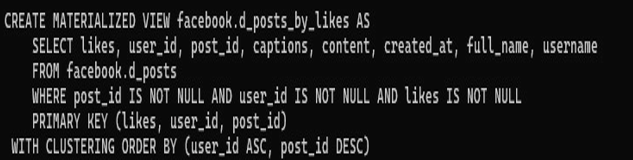 CREATE MATERIALIZED VIEW facebook.d_posts_by_likes AS
SELECT likes, user_id, post_id, captions, content, created_at, full_name, username
FROM facebook.d_posts
WHERE post_id IS NOT NULL AND user_id IS NOT NULL AND likes IS NOT NULL
PRIMARY KEY (likes, user_id, post_id)
WITH CLUSTERING ORDER BY (user_id ASC, post_id DESC)